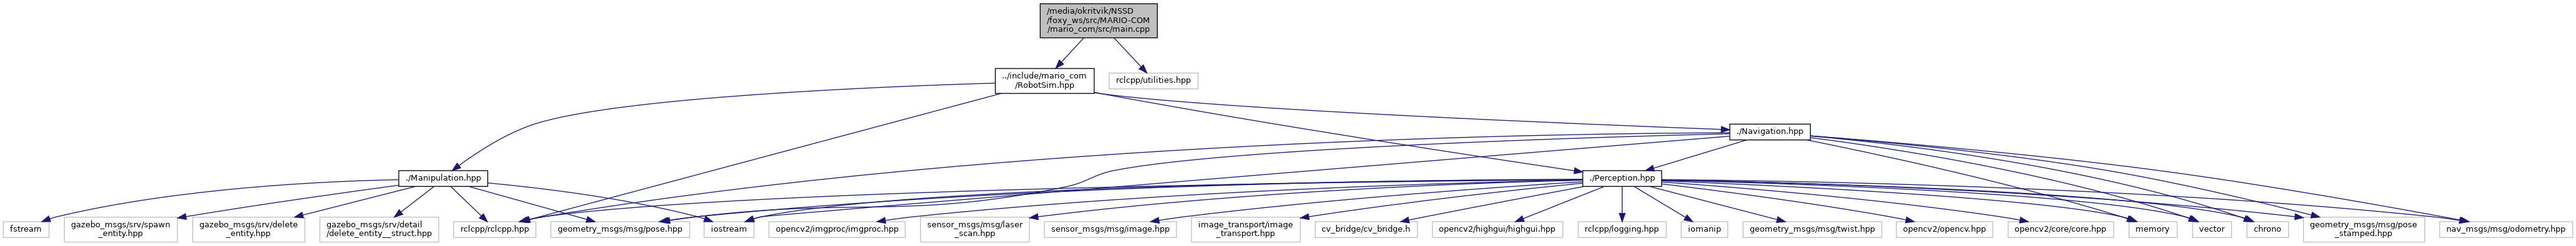 /media/okritvik/NSSD
/foxy_ws/src/MARIO-COM
/mario_com/src/main.cpp
../include/mario_com
/RobotSim.hpp
rclcpp/utilities.hpp
./Navigation.hpp
./Manipulation.hpp
./Perception.hpp
fstream
gazebo_msgs/srv/spawn
_entity.hpp
gazebo_msgs/srv/delete
_entity.hpp
gazebo_msgs/srv/detail
/delete_entity__struct.hpp
rclcpp/rclcpp.hpp
geometry_msgs/msg/pose.hpp
iostream
opencv2/imgproc/imgproc.hpp
sensor_msgs/msg/laser
_scan.hpp
sensor_msgs/msg/image.hpp
image_transport/image
_transport.hpp
cv_bridge/cv_bridge.h
opencv2/highgui/highgui.hpp
rclcpp/logging.hpp
iomanip
geometry_msgs/msg/twist.hpp
opencv2/opencv.hpp
opencv2/core/core.hpp
memory
vector
chrono
geometry_msgs/msg/pose
_stamped.hpp
nav_msgs/msg/odometry.hpp